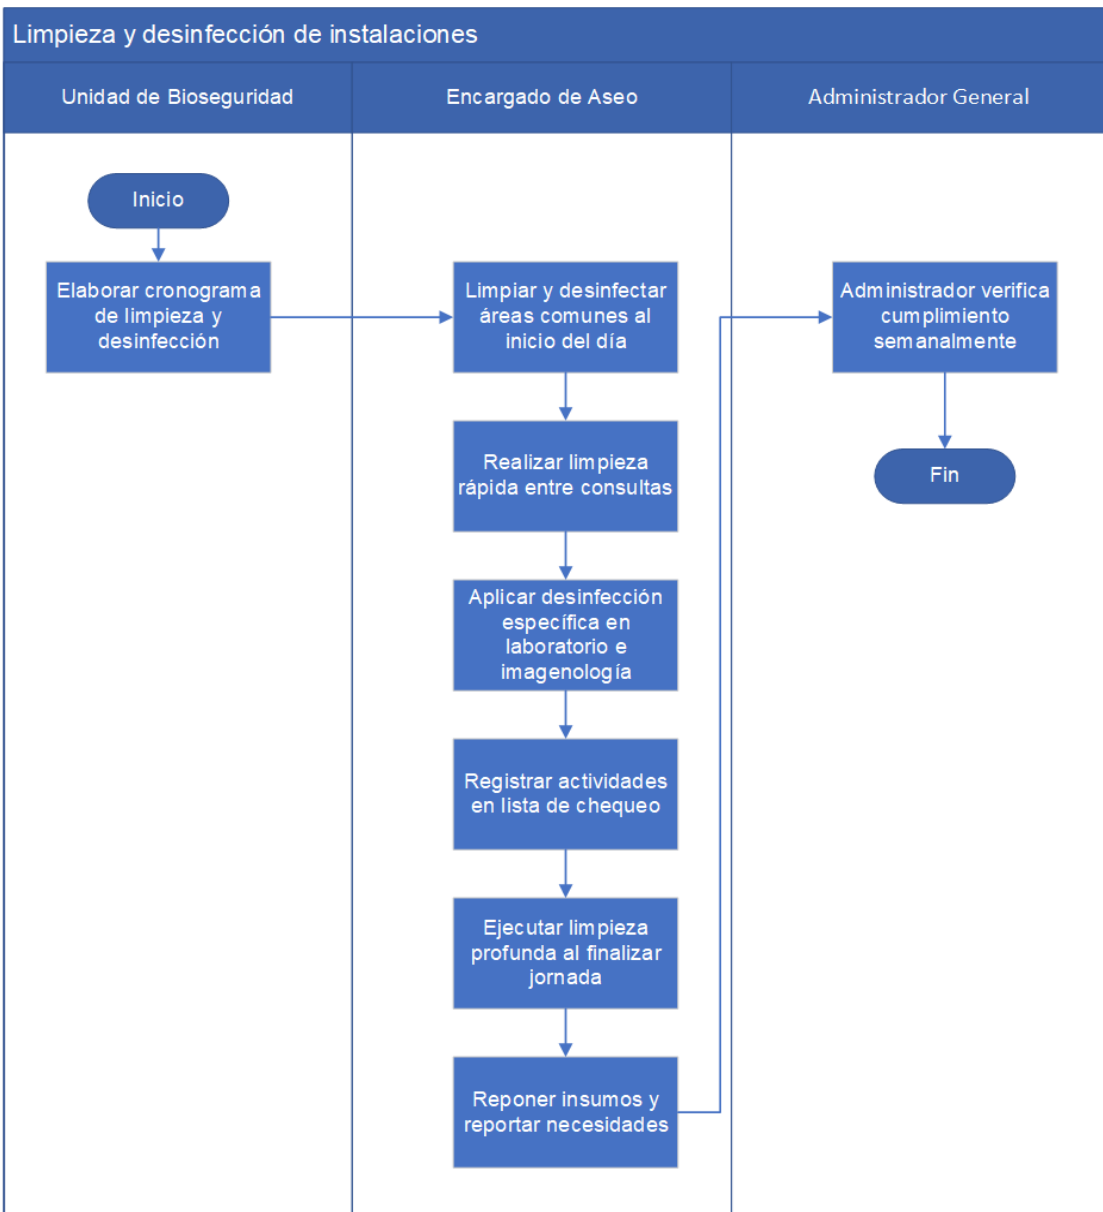 Limpieza y desinfección de instalaciones
Unidad de Bioseguridad
Encargado de Aseo
Administrador General
Inicio
Elaborar cronograma
de limpieza y
desinfección
Limpiar y desinfectar
áreas comunes al
inicio del día
Realizar limpieza
rápida entre consultas
Aplicar desinfección
específica en
laboratorio e
imagenología
Registrar actividades
en lista de chequeo
Ejecutar limpieza
profunda al finalizar
jornada
Reponer insumos y
reportar necesidades
Administrador verifica
cumplimiento
semanalmente
Fin